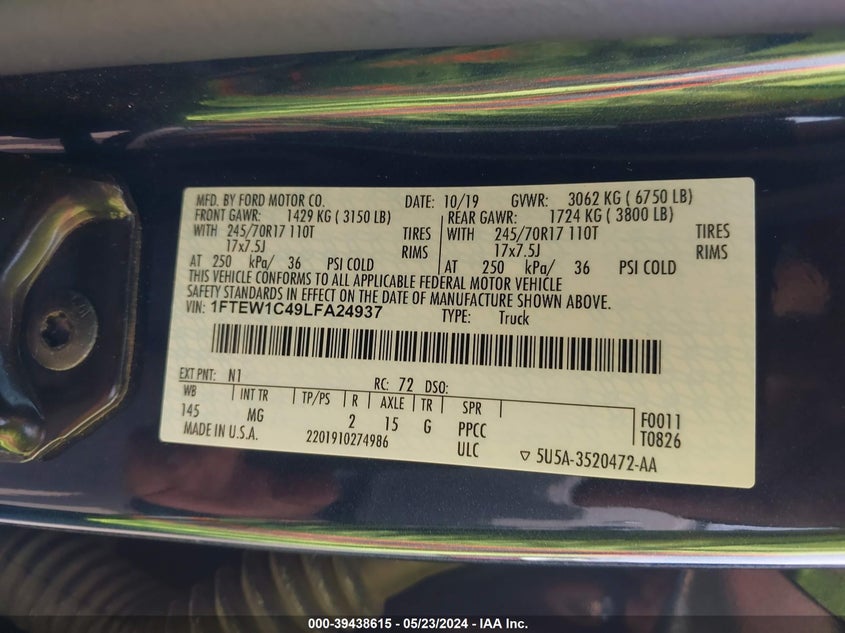 MFD. BY FORD MOTOR CO. DATE: 10/19 GVWR: 3062 KG ( 6750 LB)
FRONT GAWR: 1429 KG ( 3150 LB) REAR GAWR: 1724 KG ( 3800 LB)
WITH 245/70R17 110T TIRES WITH 245/70R17 110T TIRES
17x7.5J RIMS 17x7.5J RIMS
AT 250 kPa/ 36 PSI COLD AT 250 kPa/ 36 PSI COLD
THIS VEHICLE CONFORMS TO ALL APPLICABLE FEDERAL MOTOR VEHICLE
SAFETY STANDARDS IN EFFECT ON THE DATE OF MANUFACTURE SHOWN ABOVE.
VIN: 1FTEW1C49LFA24937 TYPE: Truck
EXT PNT: N1 RC: 72 DSO:
WB INT TR TP/PS R AXLE TR SPR F0011
145 MG 2 15 G PPCC T0826
MADE IN U.S.A. 2201910274986 ULC ▽ 5U5A-3520472-AA
000-39438615 - 05/23/2024 - IAA Inc.